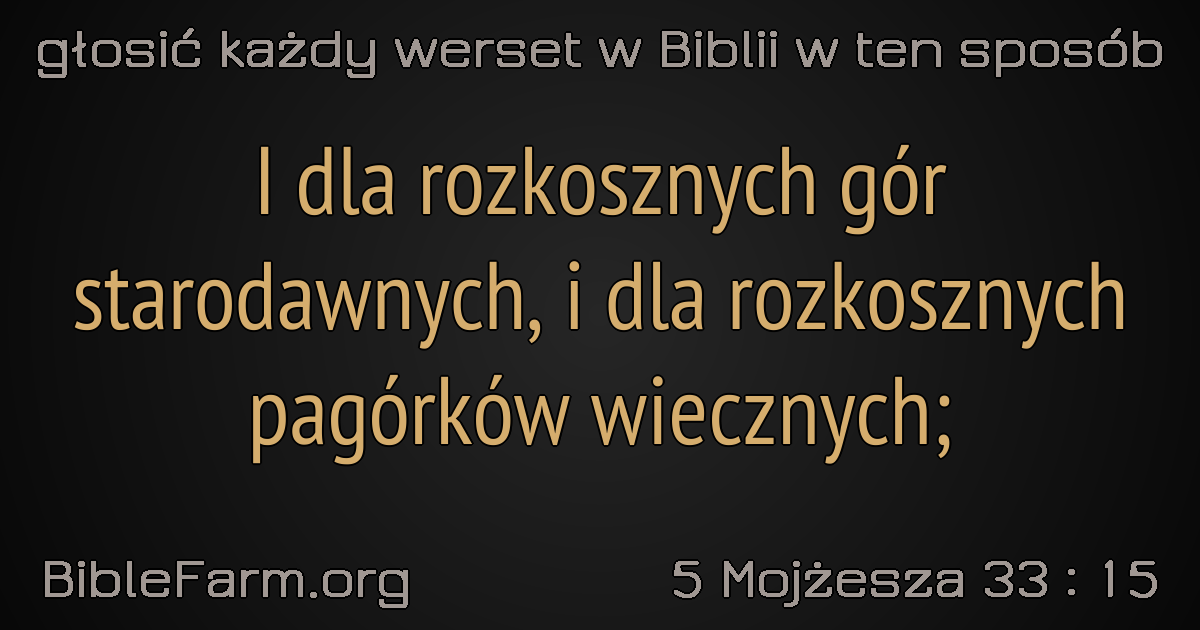 głosić każdy werset w Biblii w ten sposób
I dla rozkosznych gór
starodawnych, i dla rozkosznych
pagórków wiecznych;
BibleFarm.org
5 Mojżesza 33 : 15